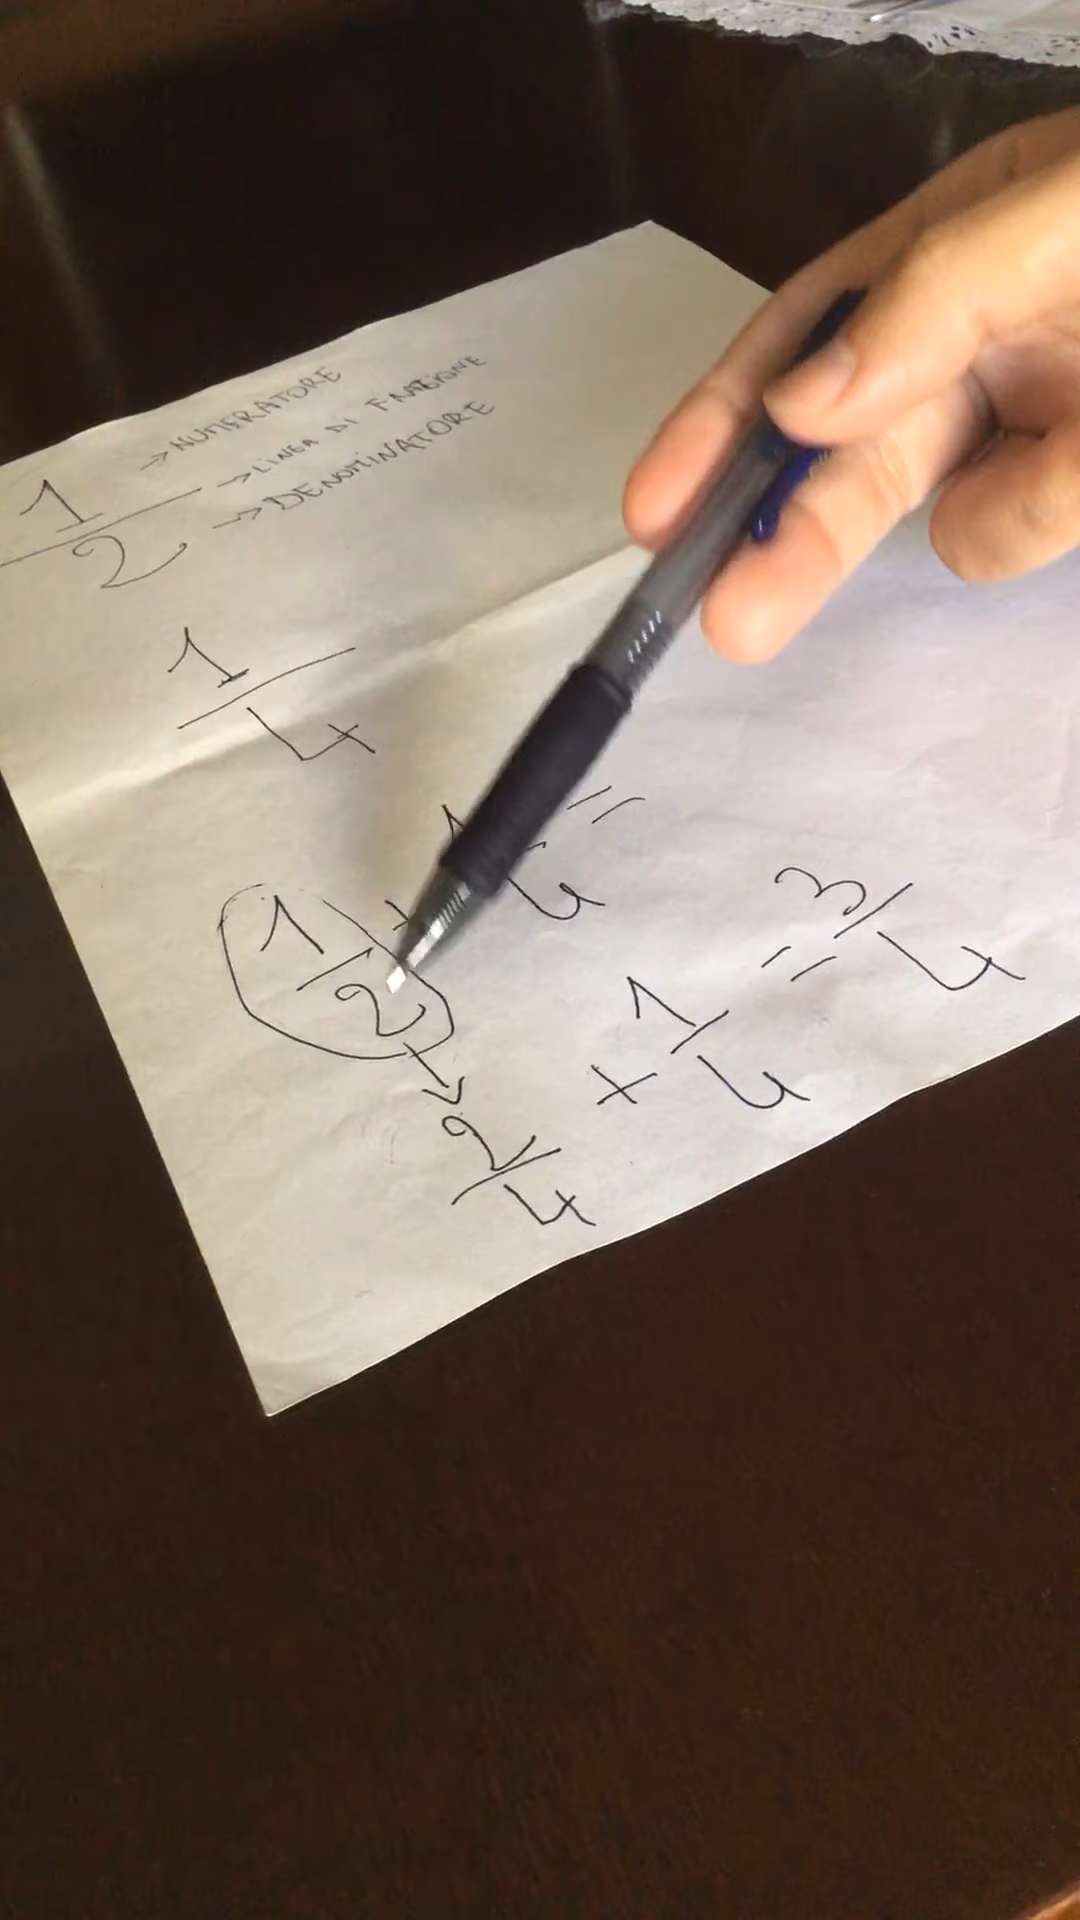 1/2 → NUMERATORE
→ LINEA DI FRAZIONE
→ DENOMINATORE
1/4
1/2 + 1/4 =
↓
2/4 + 1/4 = 3/4